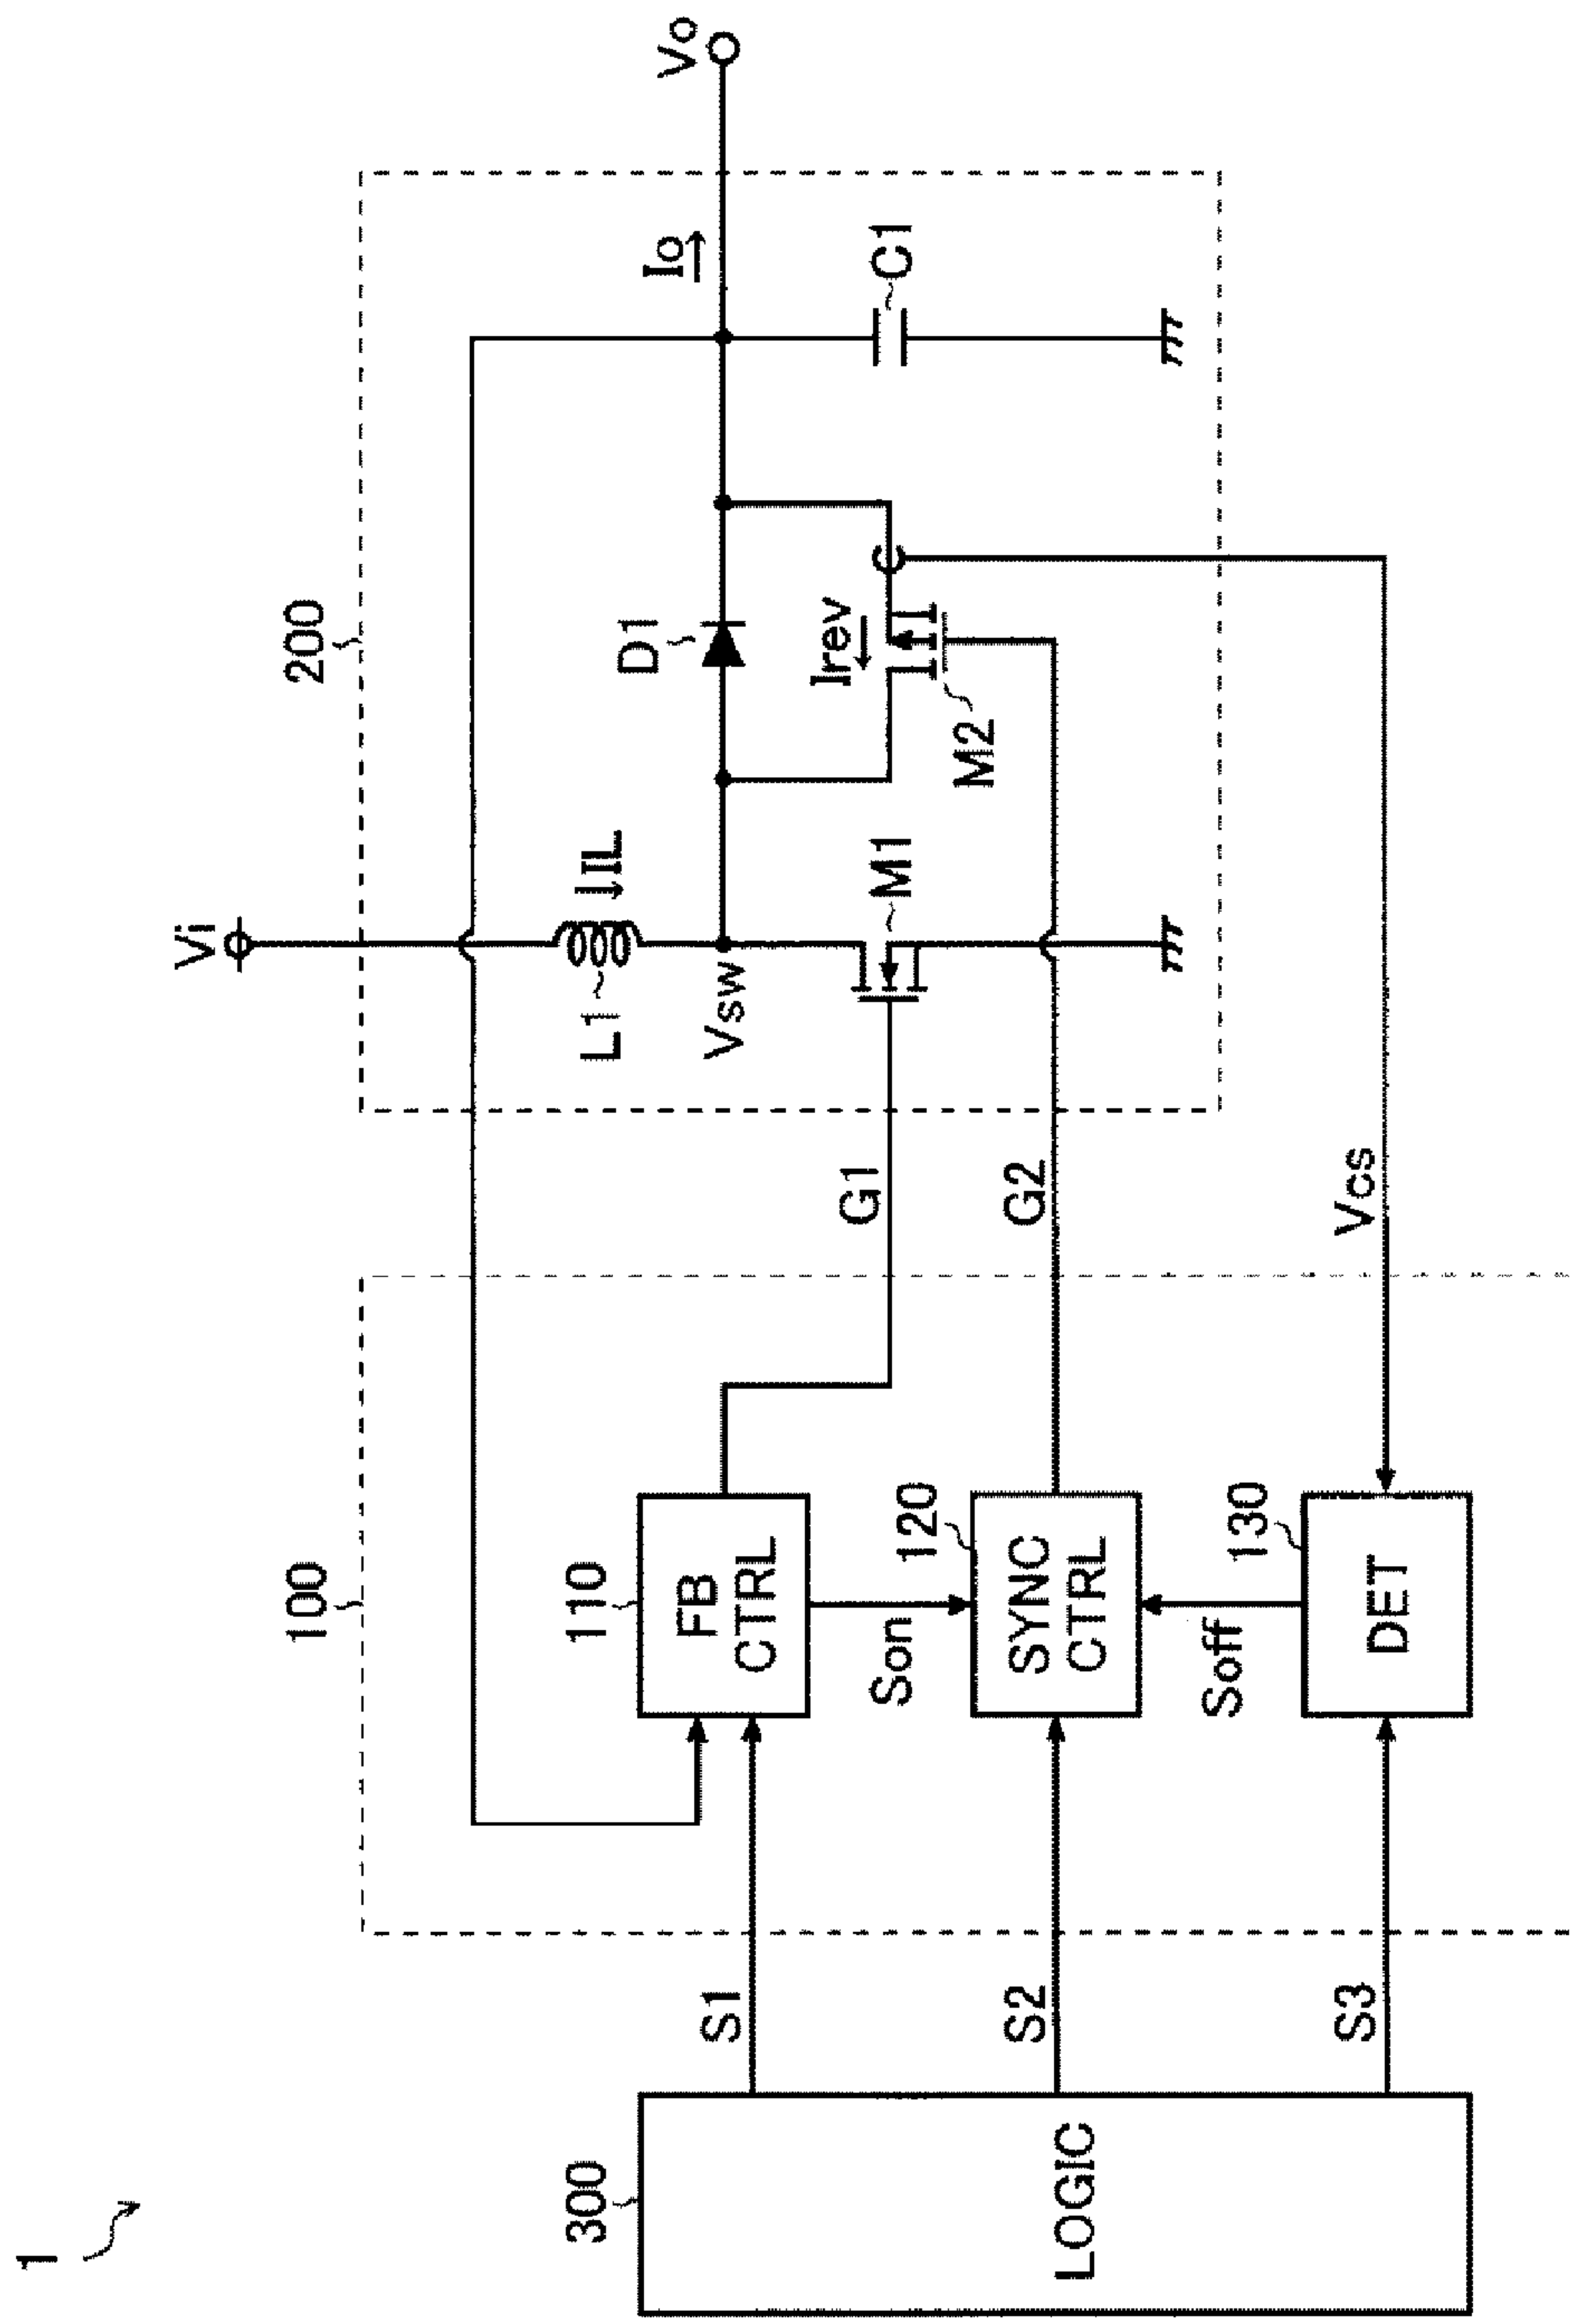 1
300
LOGIC
S1
S2
S3
100
110
FB
CTRL
Son
120
SYNC
CTRL
Soff
130
DET
G1
G2
Vcs
200
Vi
L1
IL
Vsw
M1
D1
Irev
M2
Io
C1
Vo